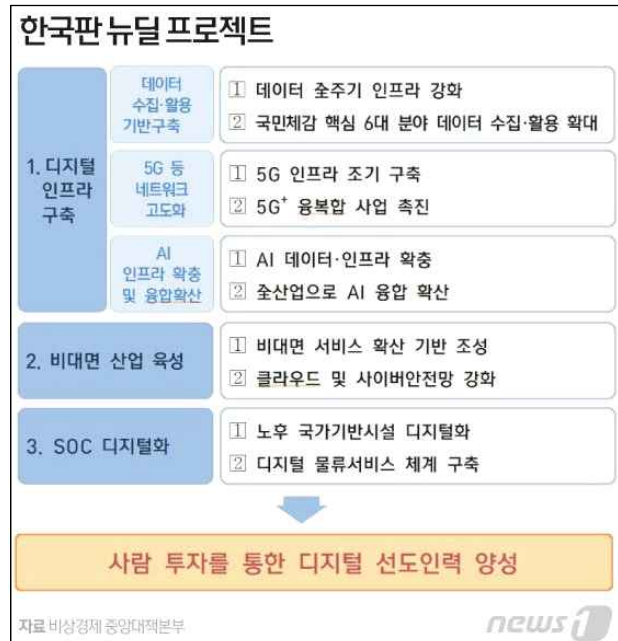 한국판 뉴딜 프로젝트
1. 디지털
인프라
구축
데이터
수집·활용
기반구축
1 데이터 全주기 인프라 강화
2 국민체감 핵심 6대 분야 데이터 수집·활용 확대
5G 등
네트워크
고도화
1 5G 인프라 조기 구축
2 5G+ 융복합 사업 촉진
AI
인프라 확충
및 융합확산
1 AI 데이터·인프라 확충
2 全산업으로 AI 융합 확산
2. 비대면 산업 육성
1 비대면 서비스 확산 기반 조성
2 클라우드 및 사이버안전망 강화
3. SOC 디지털화
1 노후 국가기반시설 디지털화
2 디지털 물류서비스 체계 구축
사람 투자를 통한 디지털 선도인력 양성
자료 비상경제 중앙대책본부
news1